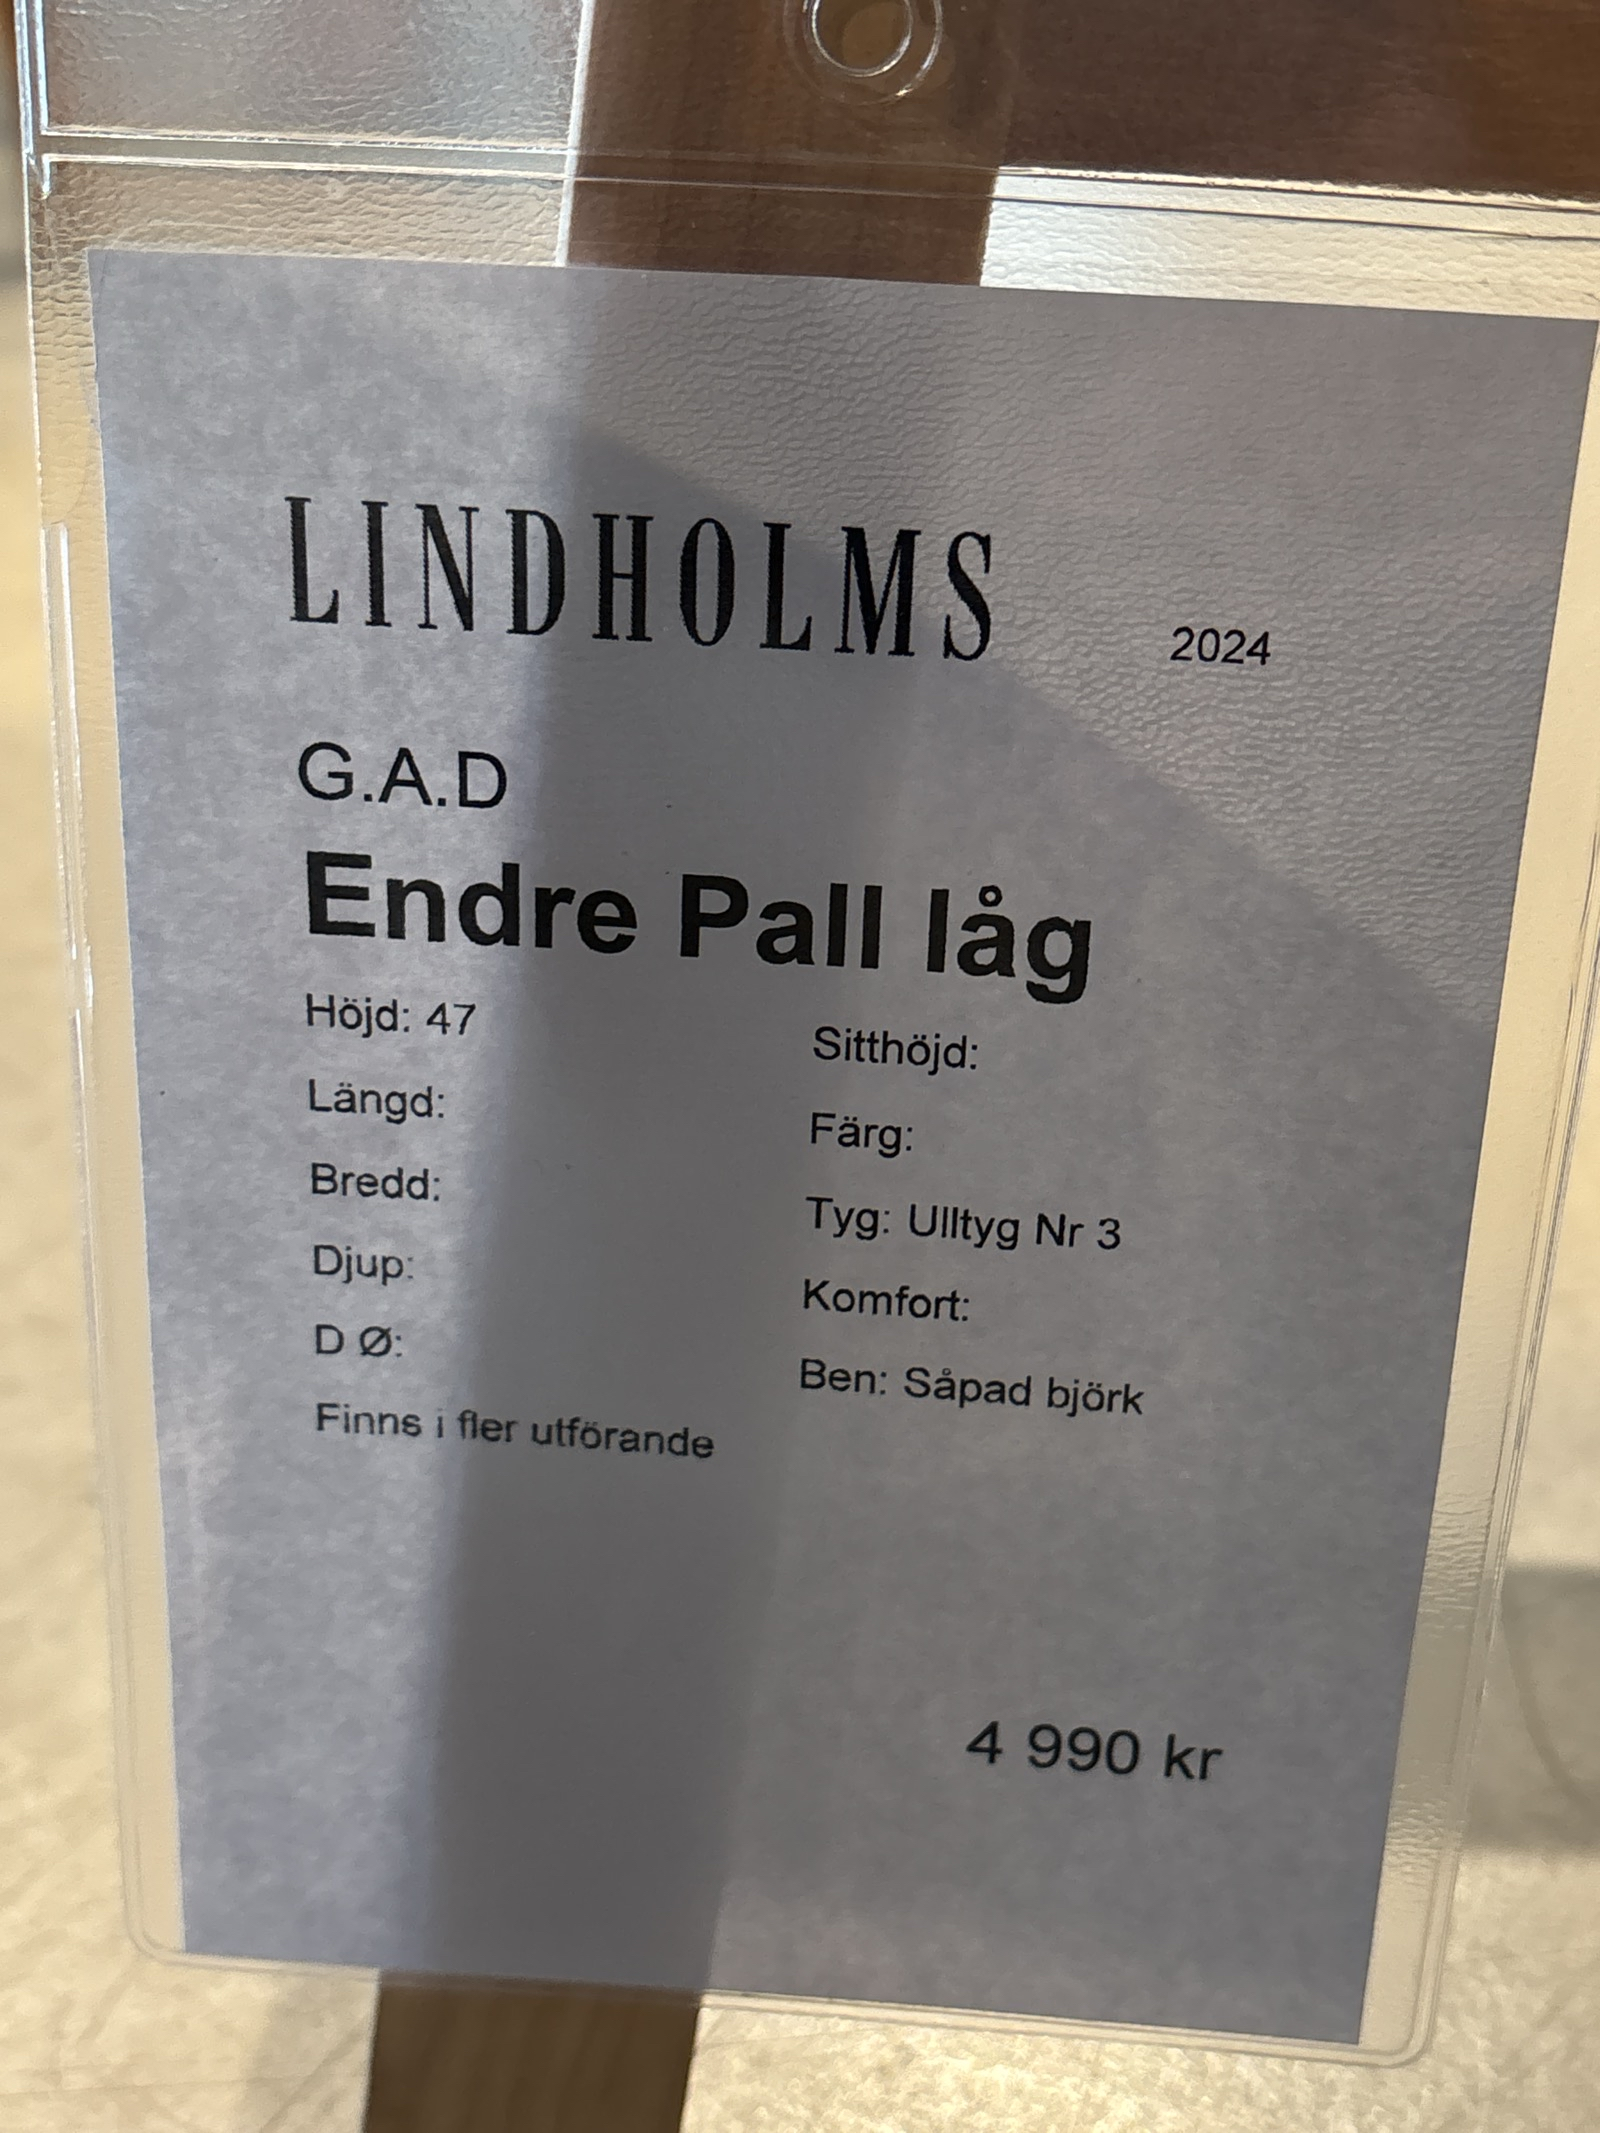 LINDHOLMS 2024
G.A.D
Endre Pall låg
Höjd: 47
Längd:
Bredd:
Djup:
D Ø:
Finns i fler utförande
Sitthöjd:
Färg:
Tyg: Ulltyg Nr 3
Komfort:
Ben: Såpad björk
4 990 kr